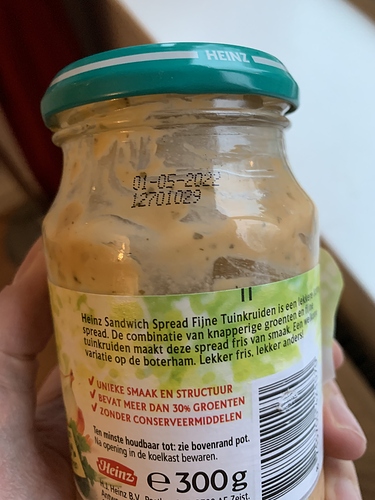 HEINZ
01-05-2022
12701029
Heinz Sandwich Spread Fijne Tuinkruiden is een lekkere
spread. De combinatie van knapperige groenten en
tuinkruiden maakt deze spread fris van smaak. Een
variatie op de boterham. Lekker fris, lekker anders!
✓ UNIEKE SMAAK EN STRUCTUUR
✓ BEVAT MEER DAN 30% GROENTEN
✓ ZONDER CONSERVEERMIDDELEN
Ten minste houdbaar tot: zie bovenrand pot.
Na opening in de koelkast bewaren.
Heinz
e 300g
H.J. Heinz B.V.
Zeist.